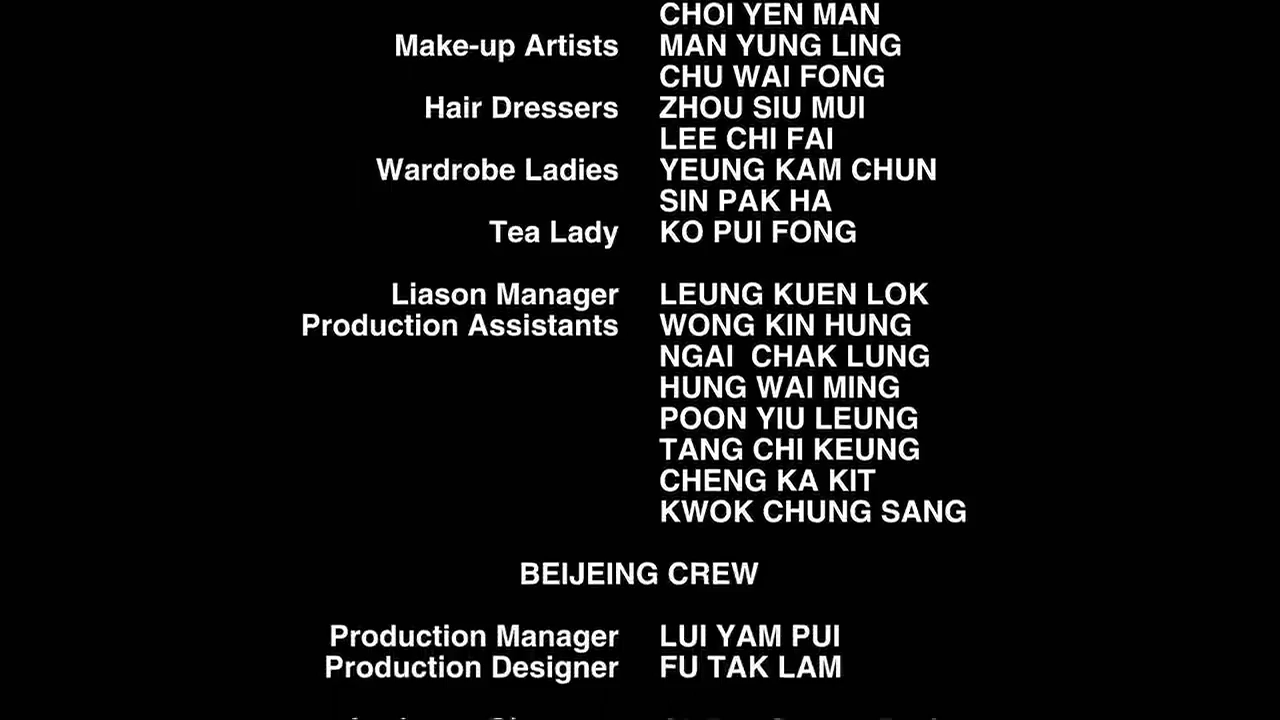 CHOI YEN MAN
Make-up Artists MAN YUNG LING
CHU WAI FONG
Hair Dressers ZHOU SIU MUI
LEE CHI FAI
Wardrobe Ladies YEUNG KAM CHUN
SIN PAK HA
Tea Lady KO PUI FONG
Liason Manager LEUNG KUEN LOK
Production Assistants WONG KIN HUNG
NGAI CHAK LUNG
HUNG WAI MING
POON YIU LEUNG
TANG CHI KEUNG
CHENG KA KIT
KWOK CHUNG SANG
BEIJEING CREW
Production Manager LUI YAM PUI
Production Designer FU TAK LAM